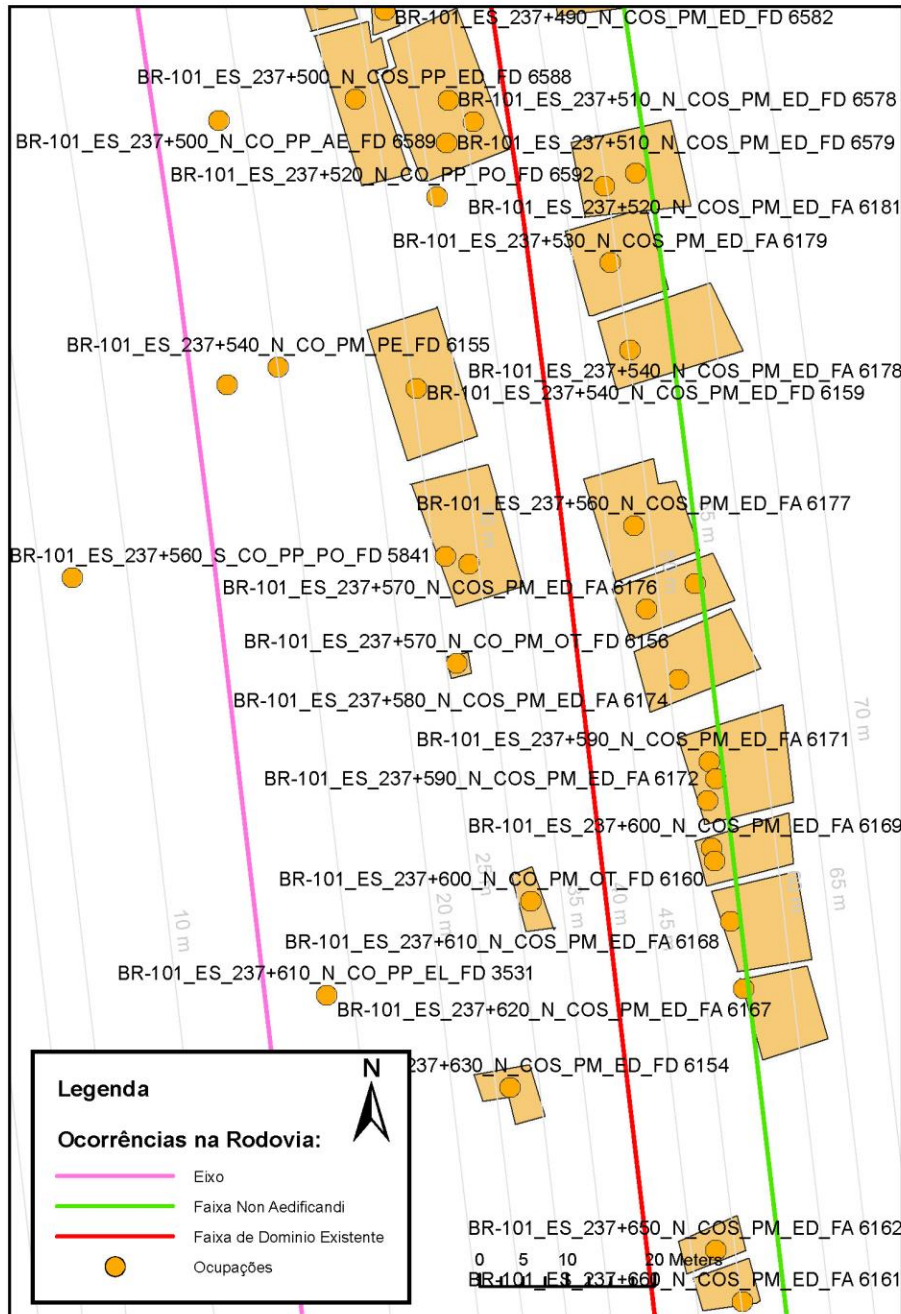 BR-101_ES_237+490_N_COS_PM_ED_FD 6582
BR-101_ES_237+500_N_COS_PP_ED_FD 6588
BR-101_ES_237+510_N_COS_PM_ED_FD 6578
BR-101_ES_237+500_N_CO_PP_AE_FD 6589
BR-101_ES_237+510_N_COS_PM_ED_FD 6579
BR-101_ES_237+520_N_CO_PP_PO_FD 6592
BR-101_ES_237+520_N_COS_PM_ED_FA 6181
BR-101_ES_237+530_N_COS_PM_ED_FA 6179
BR-101_ES_237+540_N_CO_PM_PE_FD 6155
BR-101_ES_237+540_N_COS_PM_ED_FA 6178
BR-101_ES_237+540_N_COS_PM_ED_FD 6159
BR-101_ES_237+560_N_COS_PM_ED_FA 6177
BR-101_ES_237+560_S_CO_PP_PO_FD 5841
BR-101_ES_237+570_N_COS_PM_ED_FA 6176
BR-101_ES_237+570_N_CO_PM_OT_FD 6156
BR-101_ES_237+580_N_COS_PM_ED_FA 6174
70 m
BR-101_ES_237+590_N_COS_PM_ED_FA 6171
BR-101_ES_237+590_N_COS_PM_ED_FA 6172
BR-101_ES_237+600_N_COS_PM_ED_FA 6169
BR-101_ES_237+600_N_CO_PM_OT_FD 6160
10 m
20 m
25 m
35 m
40 m
45 m
65 m
BR-101_ES_237+610_N_COS_PM_ED_FA 6168
BR-101_ES_237+610_N_CO_PP_EL_FD 3531
BR-101_ES_237+620_N_COS_PM_ED_FA 6167
237+630_N_COS_PM_ED_FD 6154
BR-101_ES_237+650_N_COS_PM_ED_FA 6162
BR-101_ES_237+660_N_COS_PM_ED_FA 6161
0 5 10 20 Meters
N
Legenda
Ocorrências na Rodovia:
Eixo
Faixa Non Aedificandi
Faixa de Dominio Existente
Ocupações